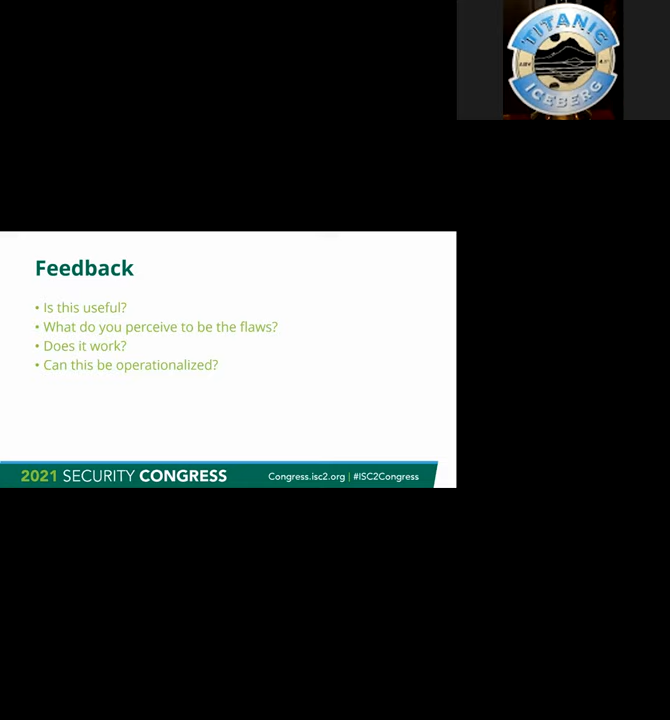 TITANIC
ICEBERG
Feedback
• Is this useful?
• What do you perceive to be the flaws?
• Does it work?
• Can this be operationalized?
2021 SECURITY CONGRESS
Congress.isc2.org | #ISC2Congress